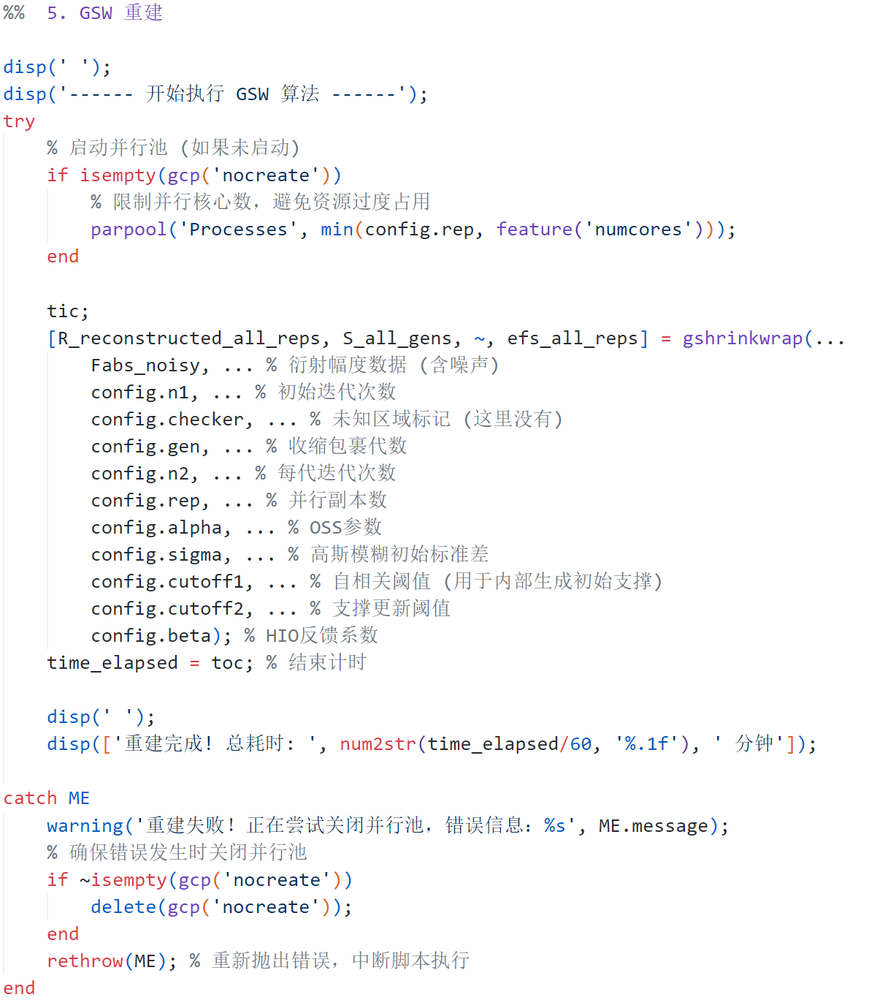 %%  5. GSW 重建
disp(' ');
disp('------ 开始执行 GSW 算法 ------');
try
    % 启动并行池 (如果未启动)
    if isempty(gcp('nocreate'))
        % 限制并行核心数，避免资源过度占用
        parpool('Processes', min(config.rep, feature('numcores')));
    end
    tic;
    [R_reconstructed_all_reps, S_all_gens, ~, efs_all_reps] = gshrinkwrap(...
        Fabs_noisy, ... % 衍射幅度数据 (含噪声)
        config.n1, ... % 初始迭代次数
        config.checker, ... % 未知区域标记 (这里没有)
        config.gen, ... % 收缩包裹代数
        config.n2, ... % 每代迭代次数
        config.rep, ... % 并行副本数
        config.alpha, ... % OSS参数
        config.sigma, ... % 高斯模糊初始标准差
        config.cutoff1, ... % 自相关阈值 (用于内部生成初始支撑)
        config.cutoff2, ... % 支撑更新阈值
        config.beta); % HIO反馈系数
    time_elapsed = toc; % 结束计时
    disp(' ');
    disp(['重建完成! 总耗时: ', num2str(time_elapsed/60, '%.1f'), ' 分钟']);
catch ME
    warning('重建失败! 正在尝试关闭并行池，错误信息：%s', ME.message);
    % 确保错误发生时关闭并行池
    if ~isempty(gcp('nocreate'))
        delete(gcp('nocreate'));
    end
    rethrow(ME); % 重新抛出错误，中断脚本执行
end